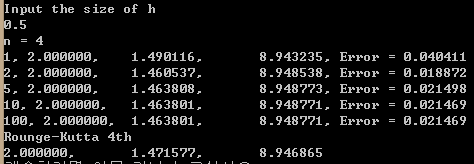 Input the size of h
0.5
n = 4
1, 2.000000, 1.490116, 8.943235, Error = 0.040411
2, 2.000000, 1.460537, 8.948538, Error = 0.018872
5, 2.000000, 1.463808, 8.948773, Error = 0.021498
10, 2.000000, 1.463801, 8.948771, Error = 0.021469
100, 2.000000, 1.463801, 8.948771, Error = 0.021469
Rounge-Kutta 4th
2.000000, 1.471577, 8.946865